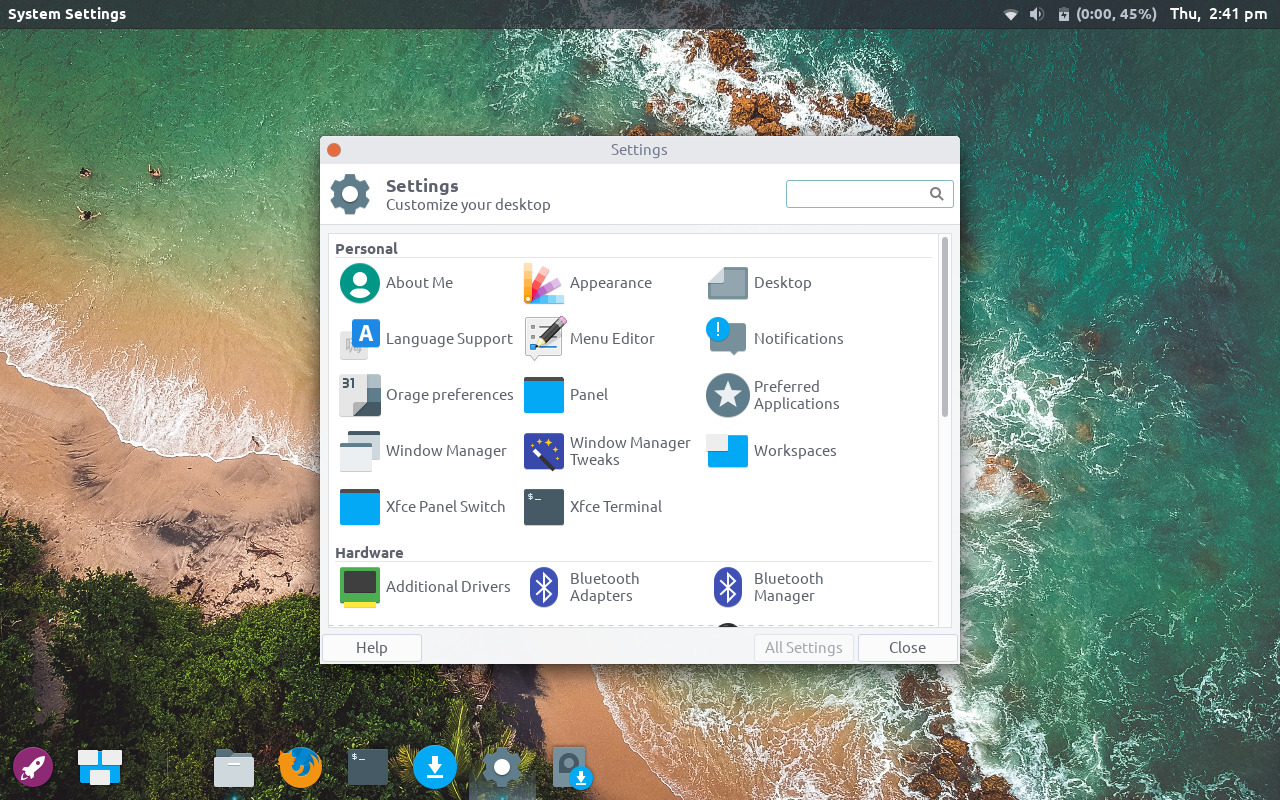 System Settings
(0:00, 45%)
Thu, 2:41 pm
Settings
Settings
Customize your desktop
Personal
About Me
Appearance
Desktop
A
Language Support
Menu Editor
!
Notifications
31
Orage preferences
Panel
Preferred
Applications
Window Manager
Window Manager
Tweaks
Workspaces
Xfce Panel Switch
$_
Xfce Terminal
Hardware
Additional Drivers
Bluetooth
Adapters
Bluetooth
Manager
Help
All Settings
Close
$_